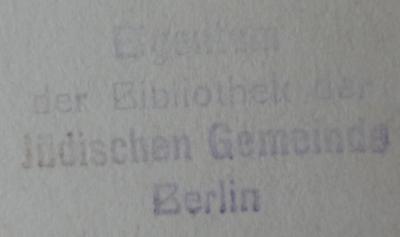 Eigentum
der Bibliothek der
Jüdischen Gemeinde
Berlin